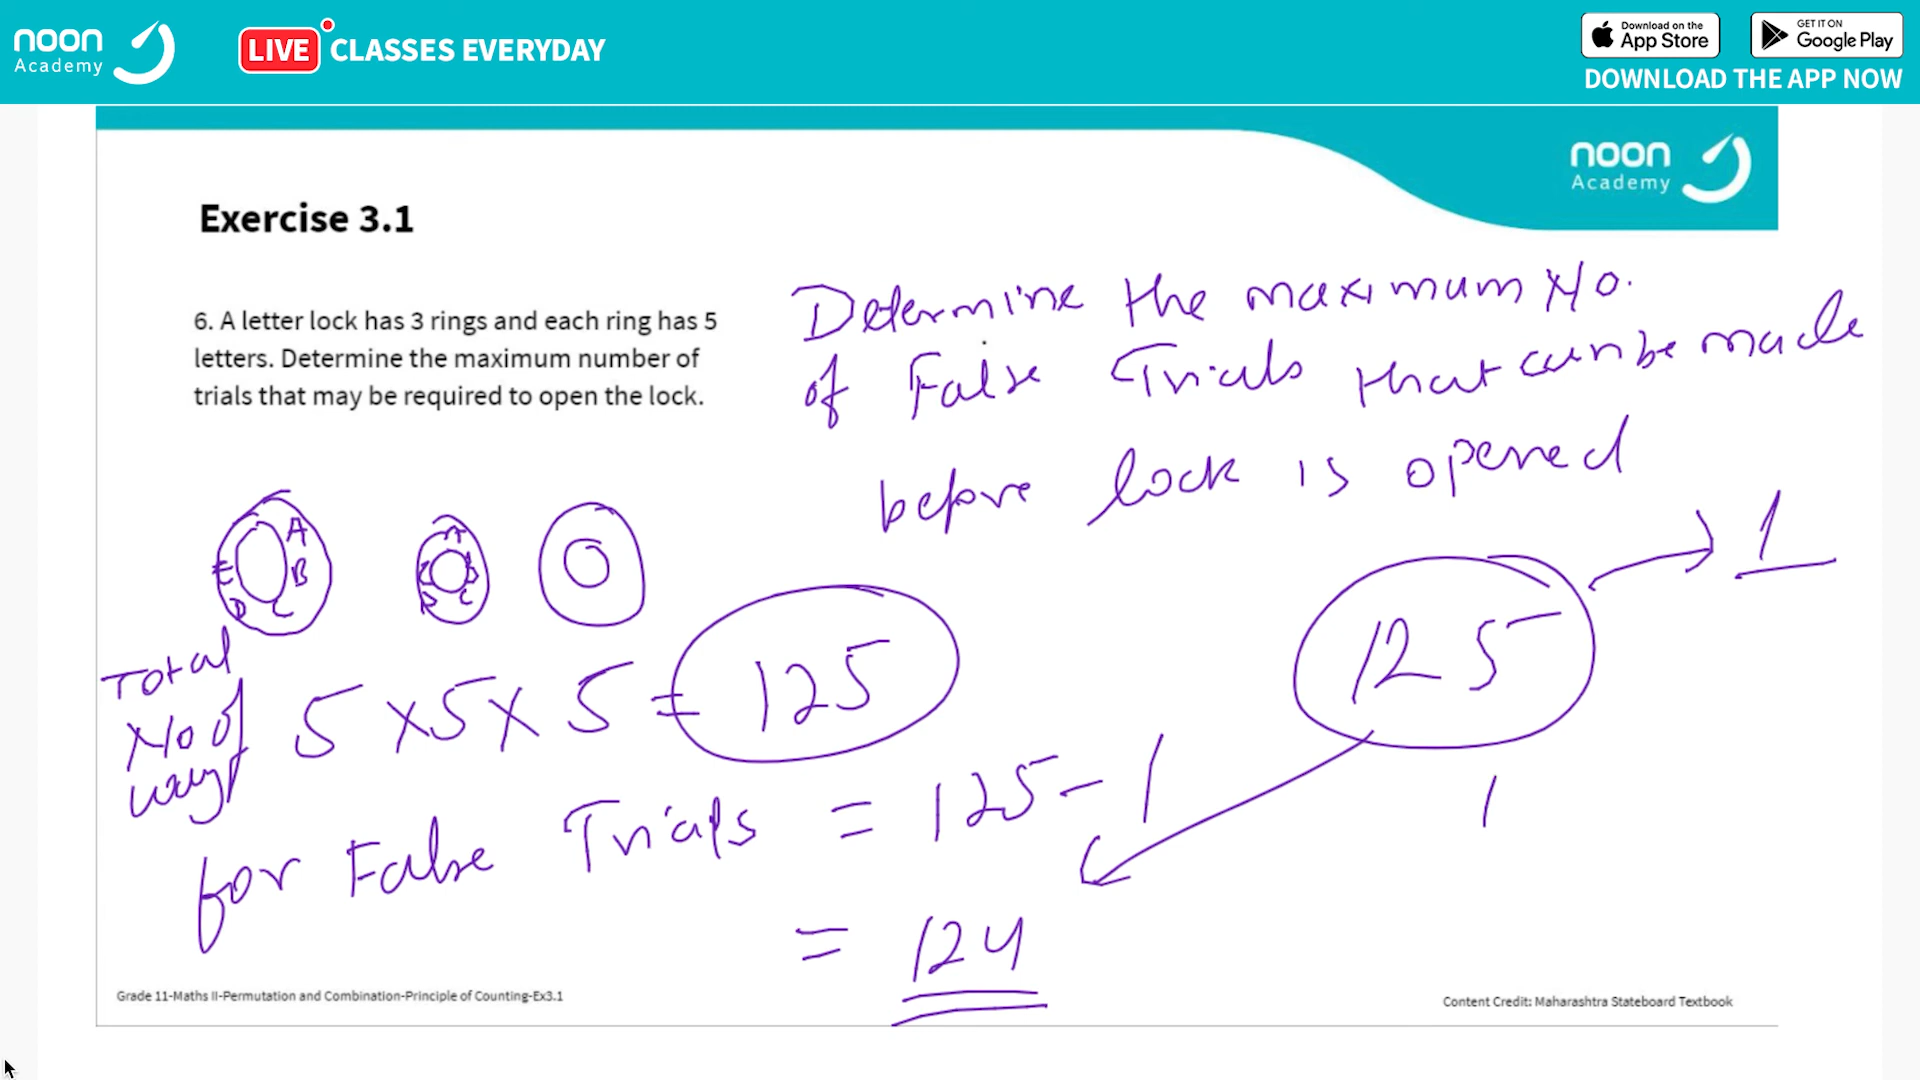 noon
Academy
LIVE CLASSES EVERYDAY
Download on the
App Store
GET IT ON
Google Play
DOWNLOAD THE APP NOW
noon
Academy
Exercise 3.1
6. A letter lock has 3 rings and each ring has 5
letters. Determine the maximum number of
trials that may be required to open the lock.
Determine the maximum No.
of False Trials that can be made
before lock is opened
A
E B
D C
A
E B
D C
Total
No of
ways
5 x 5 x 5 = 125
125
1
for False Trials = 125 - 1
1
= 124
Grade 11-Maths II-Permutation and Combination-Principle of Counting-Ex3.1
Content Credit: Maharashtra Stateboard Textbook